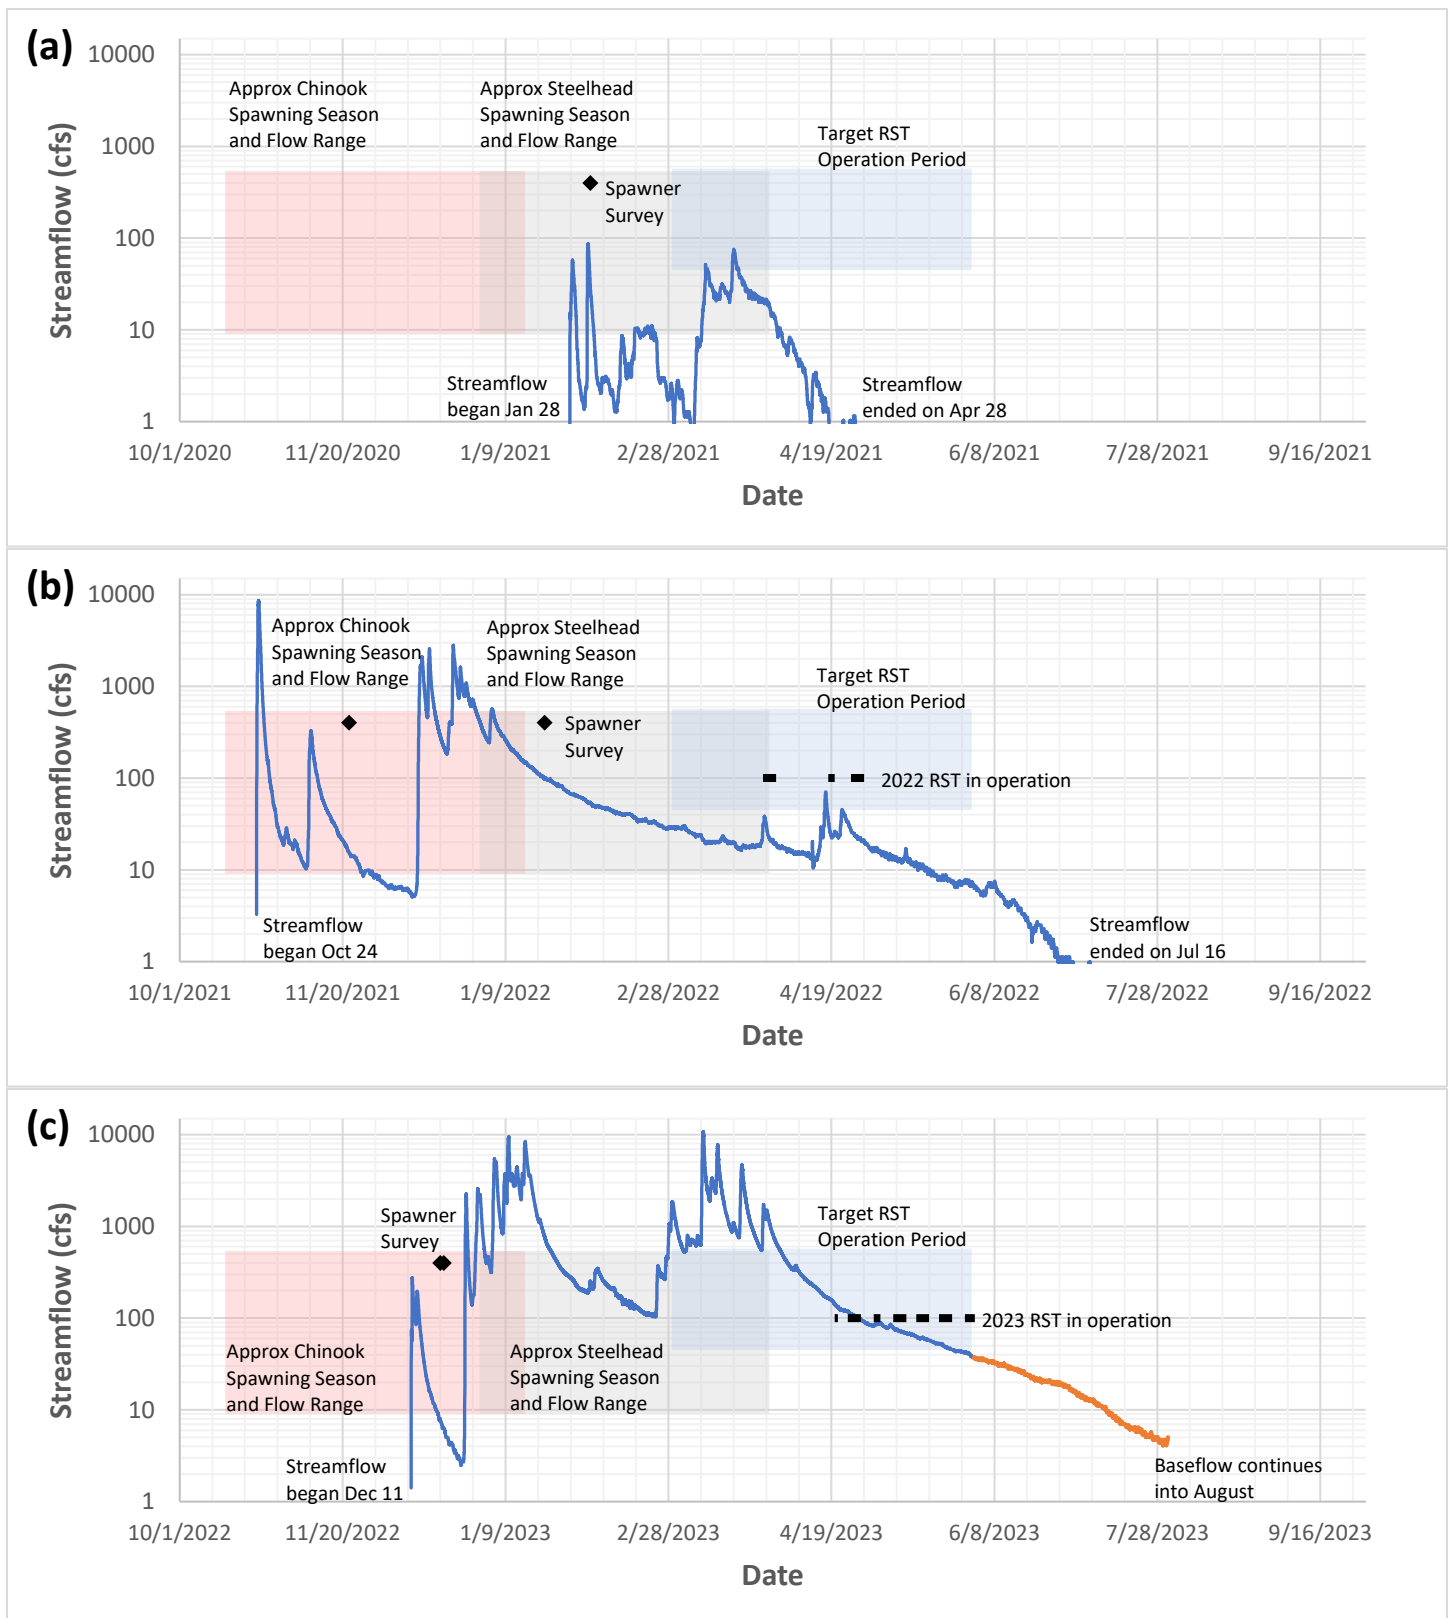 (a)
10000
1000
100
10
1
Streamflow (cfs)
Approx Chinook
Spawning Season
and Flow Range
Approx Steelhead
Spawning Season
and Flow Range
Target RST
Operation Period
Spawner
Survey
Streamflow
began Jan 28
Streamflow
ended on Apr 28
10/1/2020 11/20/2020 1/9/2021 2/28/2021 4/19/2021 6/8/2021 7/28/2021 9/16/2021
Date
(b)
10000
1000
100
10
1
Streamflow (cfs)
Approx Chinook
Spawning Season
and Flow Range
Approx Steelhead
Spawning Season
and Flow Range
Target RST
Operation Period
Spawner
Survey
2022 RST in operation
Streamflow
began Oct 24
Streamflow
ended on Jul 16
10/1/2021 11/20/2021 1/9/2022 2/28/2022 4/19/2022 6/8/2022 7/28/2022 9/16/2022
Date
(c)
10000
1000
100
10
1
Streamflow (cfs)
Spawner
Survey
Target RST
Operation Period
2023 RST in operation
Approx Chinook
Spawning Season
and Flow Range
Approx Steelhead
Spawning Season
and Flow Range
Streamflow
began Dec 11
Baseflow continues
into August
10/1/2022 11/20/2022 1/9/2023 2/28/2023 4/19/2023 6/8/2023 7/28/2023 9/16/2023
Date